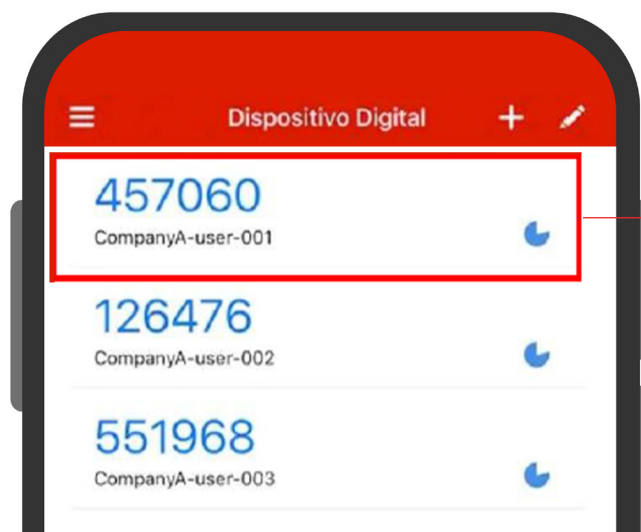 Dispositivo Digital
457060
CompanyA-user-001
126476
CompanyA-user-002
551968
CompanyA-user-003